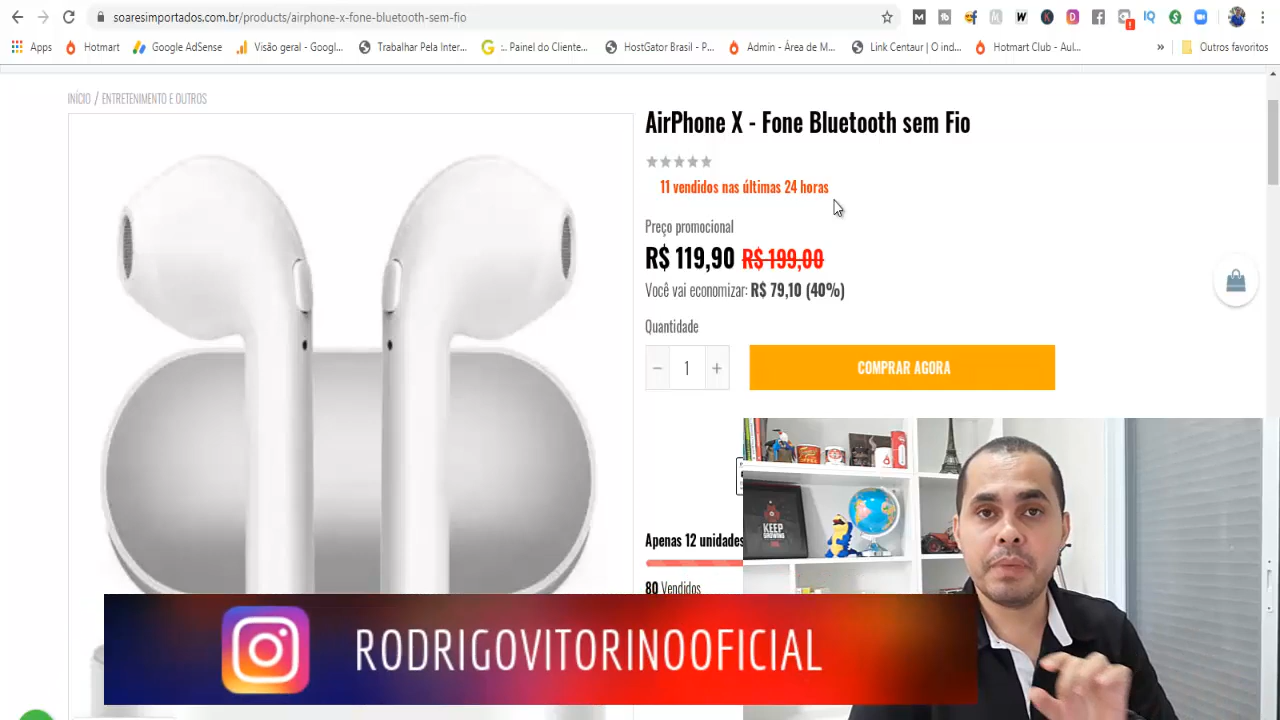 soaresimportados.com.br/products/airphone-x-fone-bluetooth-sem-fio
Apps
Hotmart
Google AdSense
Visão geral - Googl...
Trabalhar Pela Inter...
:. Painel do Cliente...
HostGator Brasil - P...
Admin - Área de M...
Link Centaur | O ind...
Hotmart Club - Aul...
»
Outros favoritos
INÍCIO / ENTRETENIMENTO E OUTROS
AirPhone X - Fone Bluetooth sem Fio
11 vendidos nas últimas 24 horas
Preço promocional
R$ 119,90 R$ 199,00
Você vai economizar: R$ 79,10 (40%)
Quantidade
− 1 +
COMPRAR AGORA
Apenas 12 unidades
80 Vendidos
KEEP
GROWING
RODRIGOVITORINOOFICIAL